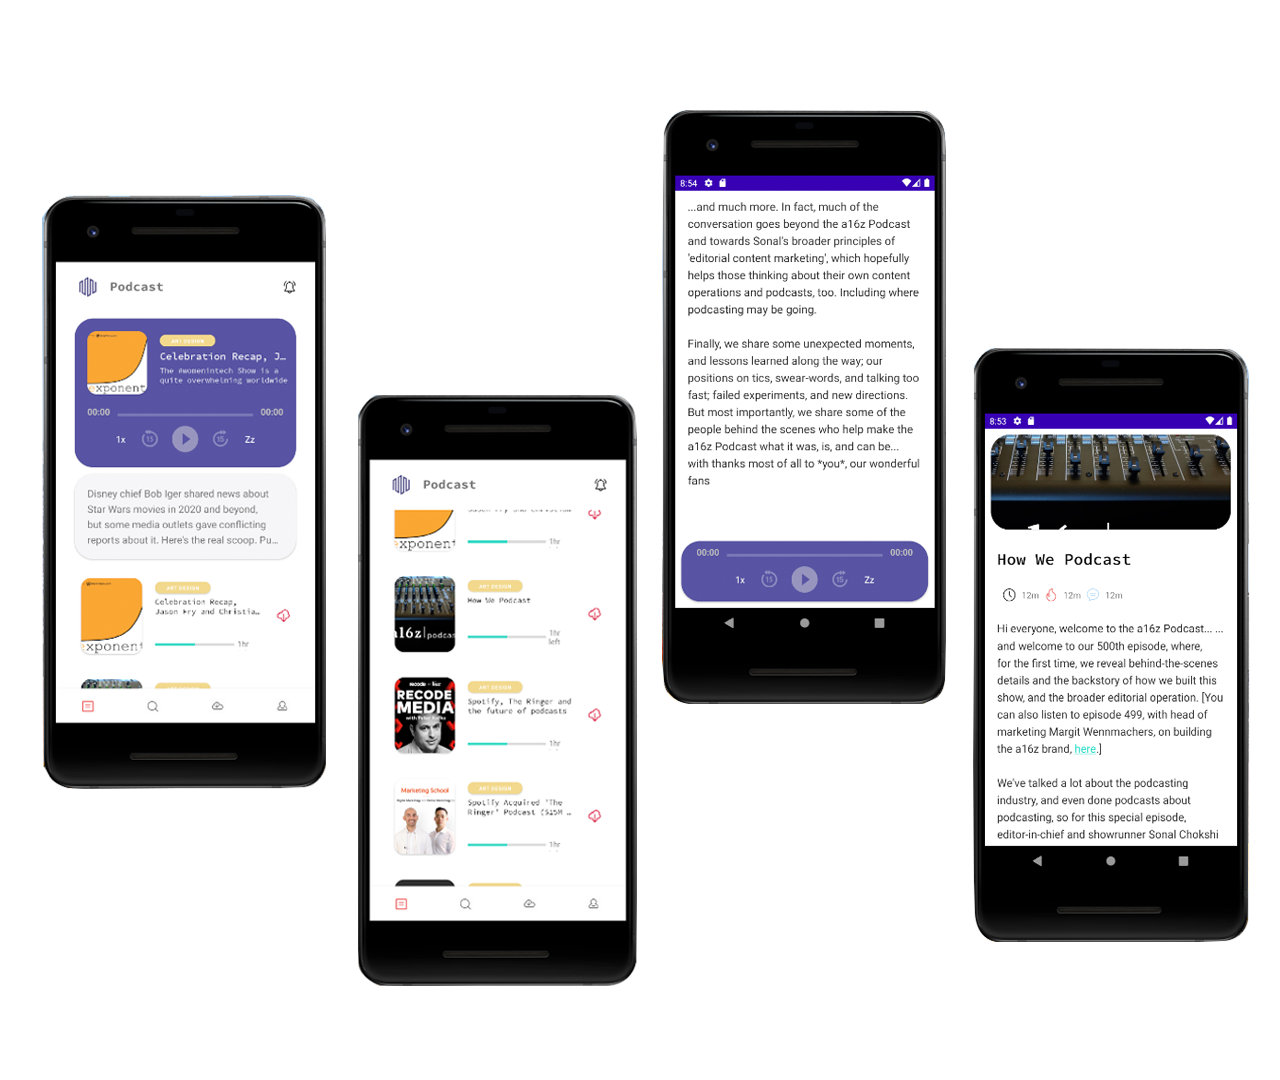 Podcast
exponent
ART DESIGN
Celebration Recap, J…
The #womenintech Show is a
quite overwhelming worldwide
00:00
00:00
1x
15
15
Zz
Disney chief Bob Iger shared news about
Star Wars movies in 2020 and beyond,
but some media outlets gave conflicting
reports about it. Here's the real scoop. Pu…
exponent
ART DESIGN
Celebration Recap,
Jason Fry and Christia…
1hr
Podcast
exponent
Jason Fry and Christian
1hr
a16z|podcas
ART DESIGN
How We Podcast
1hr
left
recode
RECODE
MEDIA
with Peter Kafka
ART DESIGN
Spotify, The Ringer and
the future of podcasts
1hr
Marketing School
ART DESIGN
Spotify Acquired "The
Ringer" Podcast ($15M …
1hr
8:54
...and much more. In fact, much of the
conversation goes beyond the a16z Podcast
and towards Sonal's broader principles of
'editorial content marketing', which hopefully
helps those thinking about their own content
operations and podcasts, too. Including where
podcasting may be going.
Finally, we share some unexpected moments,
and lessons learned along the way; our
positions on tics, swear-words, and talking too
fast; failed experiments, and new directions.
But most importantly, we share some of the
people behind the scenes who help make the
a16z Podcast what it was, is, and can be...
with thanks most of all to *you*, our wonderful
fans
00:00
00:00
1x
15
15
Zz
8:53
a16z|
How We Podcast
12m
12m
12m
Hi everyone, welcome to the a16z Podcast... ...
and welcome to our 500th episode, where,
for the first time, we reveal behind-the-scenes
details and the backstory of how we built this
show, and the broader editorial operation. [You
can also listen to episode 499, with head of
marketing Margit Wennmachers, on building
the a16z brand, here.]
We've talked a lot about the podcasting
industry, and even done podcasts about
podcasting, so for this special episode,
editor-in-chief and showrunner Sonal Chokshi